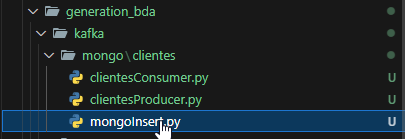 generation_bda
kafka
mongo\clientes
clientesConsumer.py U
clientesProducer.py U
mongoInsert.py U